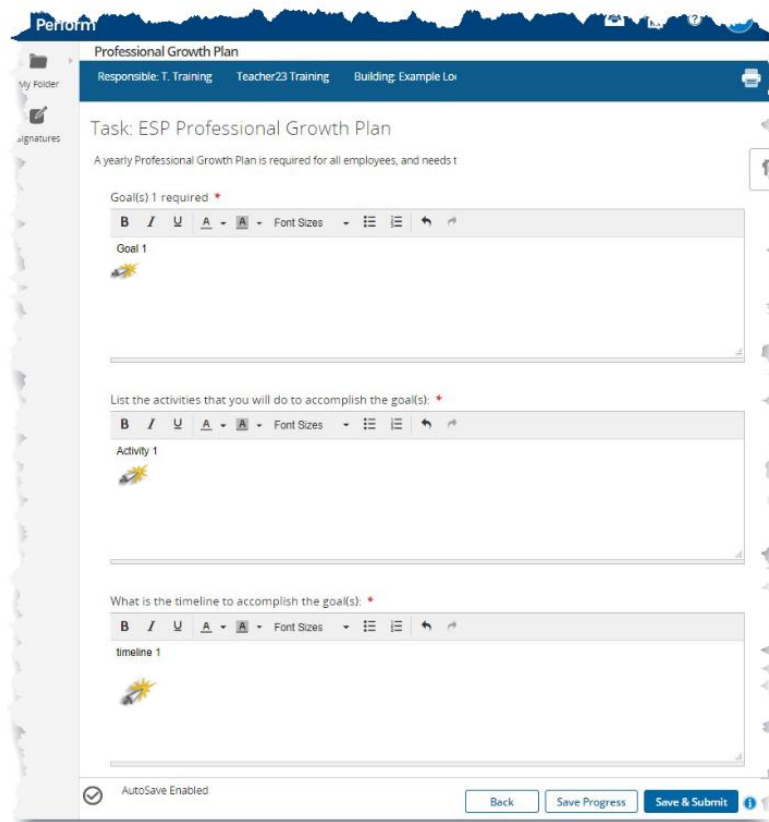 Perform
Professional Growth Plan
My Folder
Responsible: T. Training Teacher23 Training Building: Example Lo
Signatures
Task: ESP Professional Growth Plan
A yearly Professional Growth Plan is required for all employees, and needs t
Goal(s) 1 required *
B I U A A Font Sizes
Goal 1
List the activities that you will do to accomplish the goal(s): *
B I U A A Font Sizes
Activity 1
What is the timeline to accomplish the goal(s): *
B I U A A Font Sizes
timeline 1
AutoSave Enabled
Back Save Progress Save & Submit